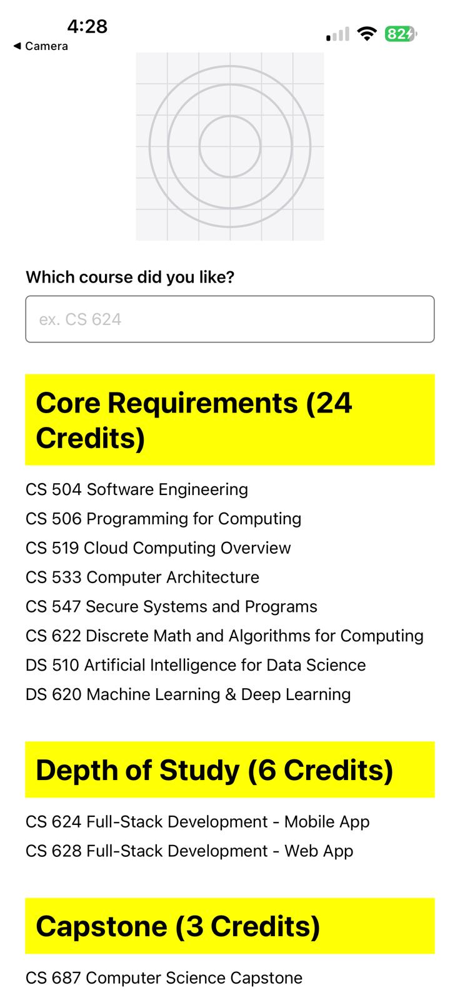 4:28
82
◀ Camera
Which course did you like?
ex. CS 624
Core Requirements (24
Credits)
CS 504 Software Engineering
CS 506 Programming for Computing
CS 519 Cloud Computing Overview
CS 533 Computer Architecture
CS 547 Secure Systems and Programs
CS 622 Discrete Math and Algorithms for Computing
DS 510 Artificial Intelligence for Data Science
DS 620 Machine Learning & Deep Learning
Depth of Study (6 Credits)
CS 624 Full-Stack Development - Mobile App
CS 628 Full-Stack Development - Web App
Capstone (3 Credits)
CS 687 Computer Science Capstone